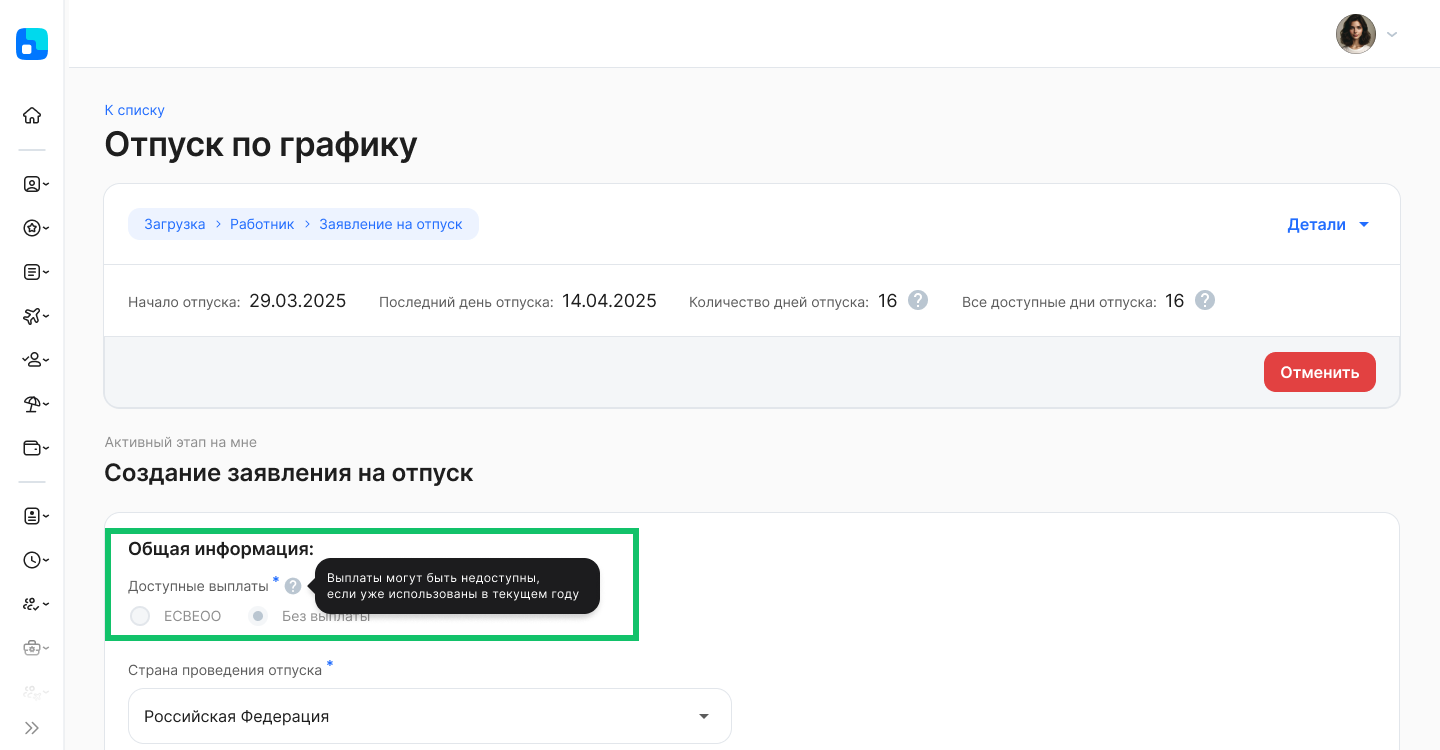 К списку
Отпуск по графику
Загрузка > Работник > Заявление на отпуск
Детали
Начало отпуска: 29.03.2025 Последний день отпуска: 14.04.2025 Количество дней отпуска: 16 ? Все доступные дни отпуска: 16 ?
Отменить
Активный этап на мне
Создание заявления на отпуск
Общая информация:
Доступные выплаты * ?
Выплаты могут быть недоступны,
если уже использованы в текущем году
ЕСВЕОО Без выплаты
Страна проведения отпуска *
Российская Федерация